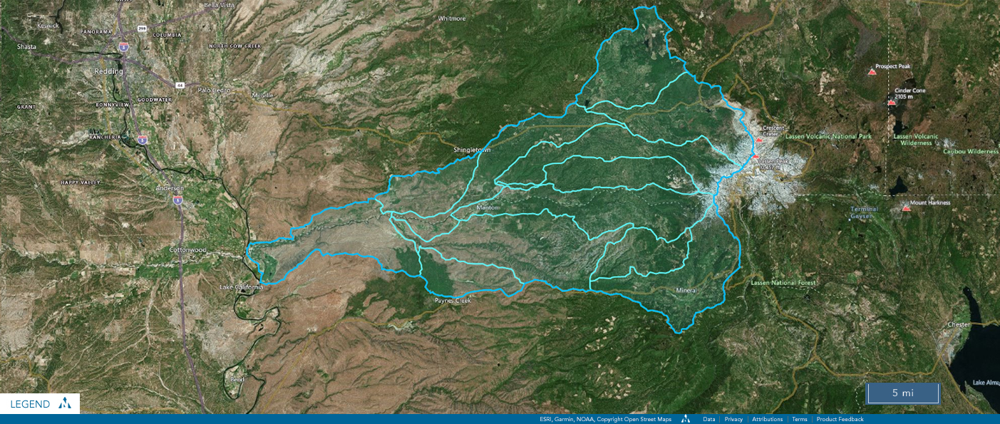 Bella Vista
Whitmore
Keswick
299
PANORAMA
COLUMBIA
Shasta
5
NORTH COW CREEK
Prospect Peak
Redding
44
Palo Cedro
Millville
Cinder Cone
2105 m
GRANT
BONNYVIEW
GOODWATER
Crescent
Crater
RANCHERIA
5
Lassen Volcanic National Park
Lassen Volcanic
Wilderness
Shingletown
Caribou Wilderness
Lassen Peak
HAPPY VALLEY
Anderson
5
Manton
Mount Harkness
Terminal
Geyser
Cottonwood
Lake California
Mineral
Lassen National Forest
Paynes Creek
Chester
Bend
5 mi
LEGEND
ESRI, Garmin, NOAA, Copyright Open Street Maps
Data
Privacy
Attributions
Terms
Product Feedback